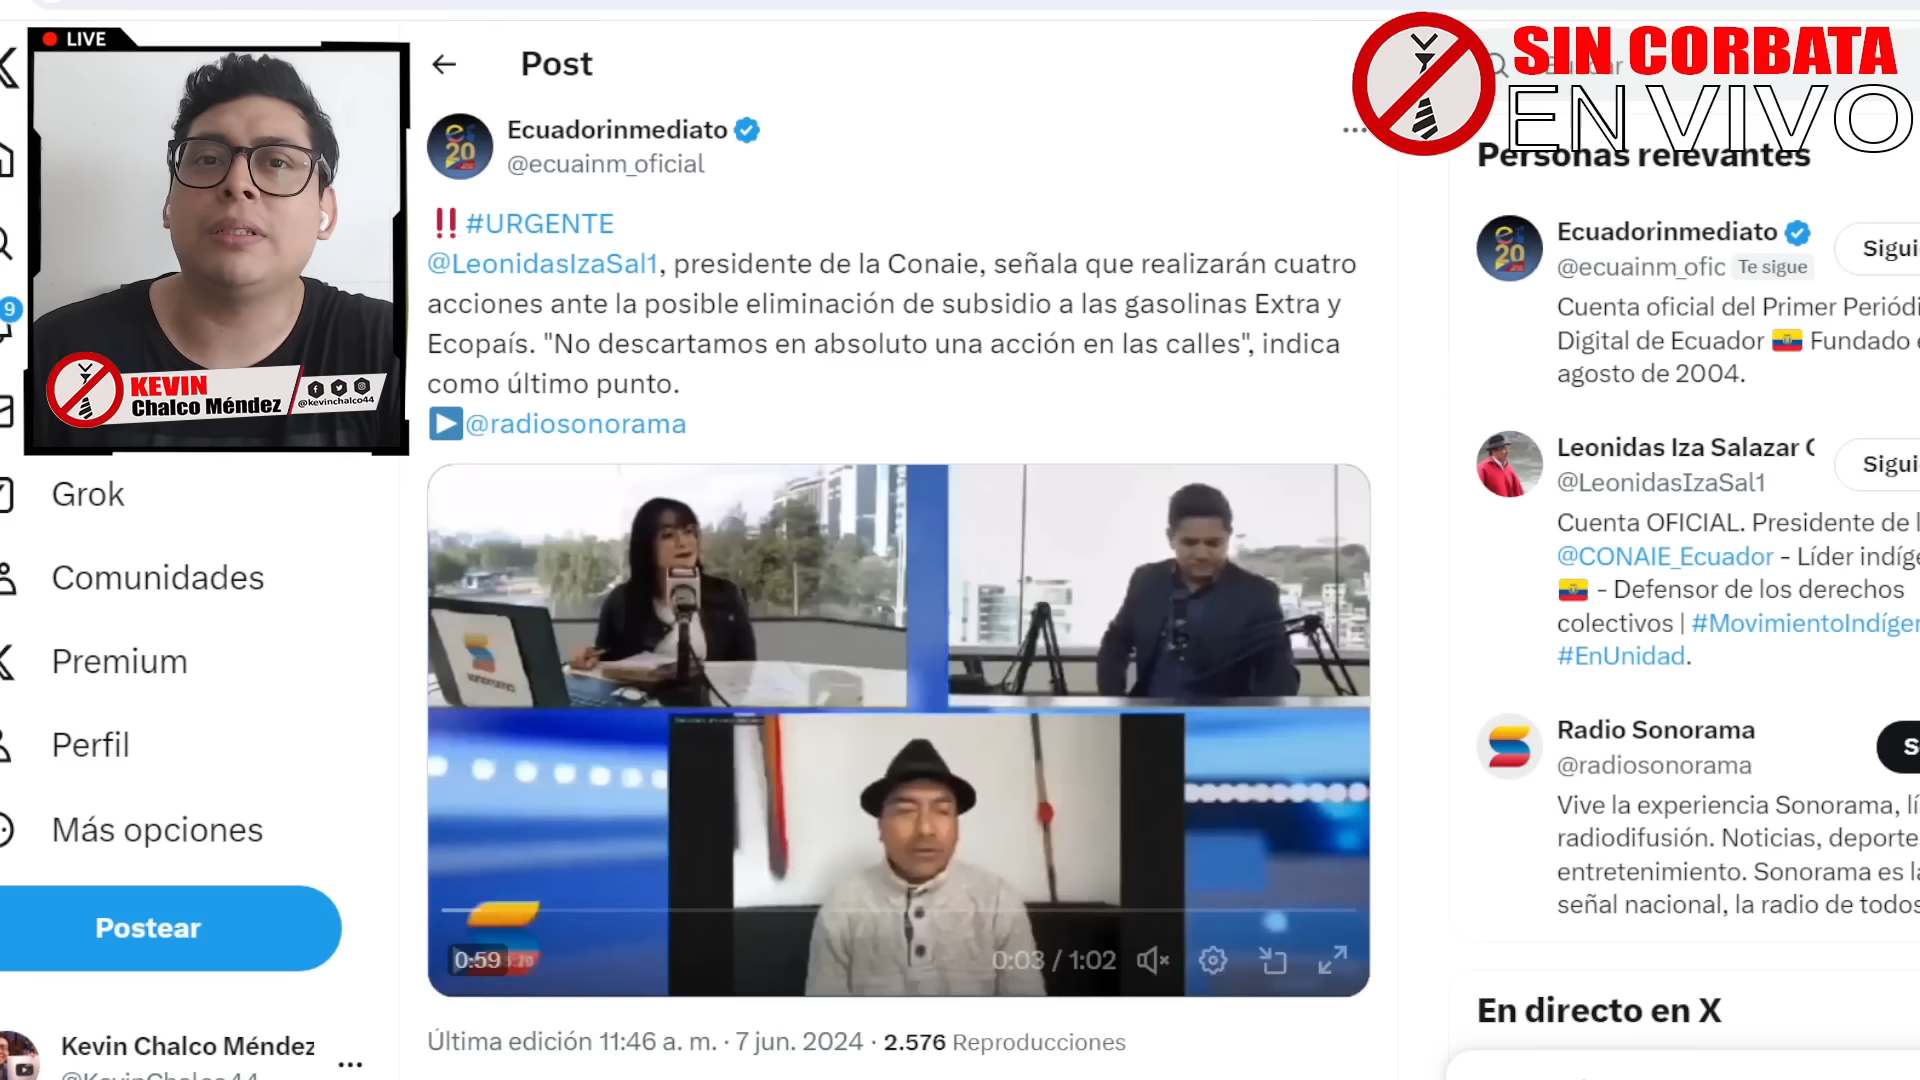 LIVE
KEVIN
Chalco Méndez
@kevinchalco44
SIN CORBATA
EN VIVO
9
Grok
Comunidades
Premium
Perfil
Más opciones
Postear
Kevin Chalco Méndez
Post
Ecuadorinmediato
@ecuainm_oficial
!! #URGENTE
@LeonidasIzaSal1, presidente de la Conaie, señala que realizarán cuatro
acciones ante la posible eliminación de subsidio a las gasolinas Extra y
Ecopaís. "No descartamos en absoluto una acción en las calles", indica
como último punto.
@radiosonorama
sonorama
0:59
0:03 / 1:02
Última edición 11:46 a. m. · 7 jun. 2024 · 2.576 Reproducciones
Personas relevantes
Ecuadorinmediato
@ecuainm_ofic Te sigue
Sigui
Cuenta oficial del Primer Periódi
Digital de Ecuador Fundado e
agosto de 2004.
Leonidas Iza Salazar
@LeonidasIzaSal1
Sigui
Cuenta OFICIAL. Presidente de l
@CONAIE_Ecuador - Líder indíge
- Defensor de los derechos
colectivos | #MovimientoIndíger
#EnUnidad.
Radio Sonorama
@radiosonorama
S
Vive la experiencia Sonorama, lí
radiodifusión. Noticias, deporte
entretenimiento. Sonorama es la
señal nacional, la radio de todos
En directo en X